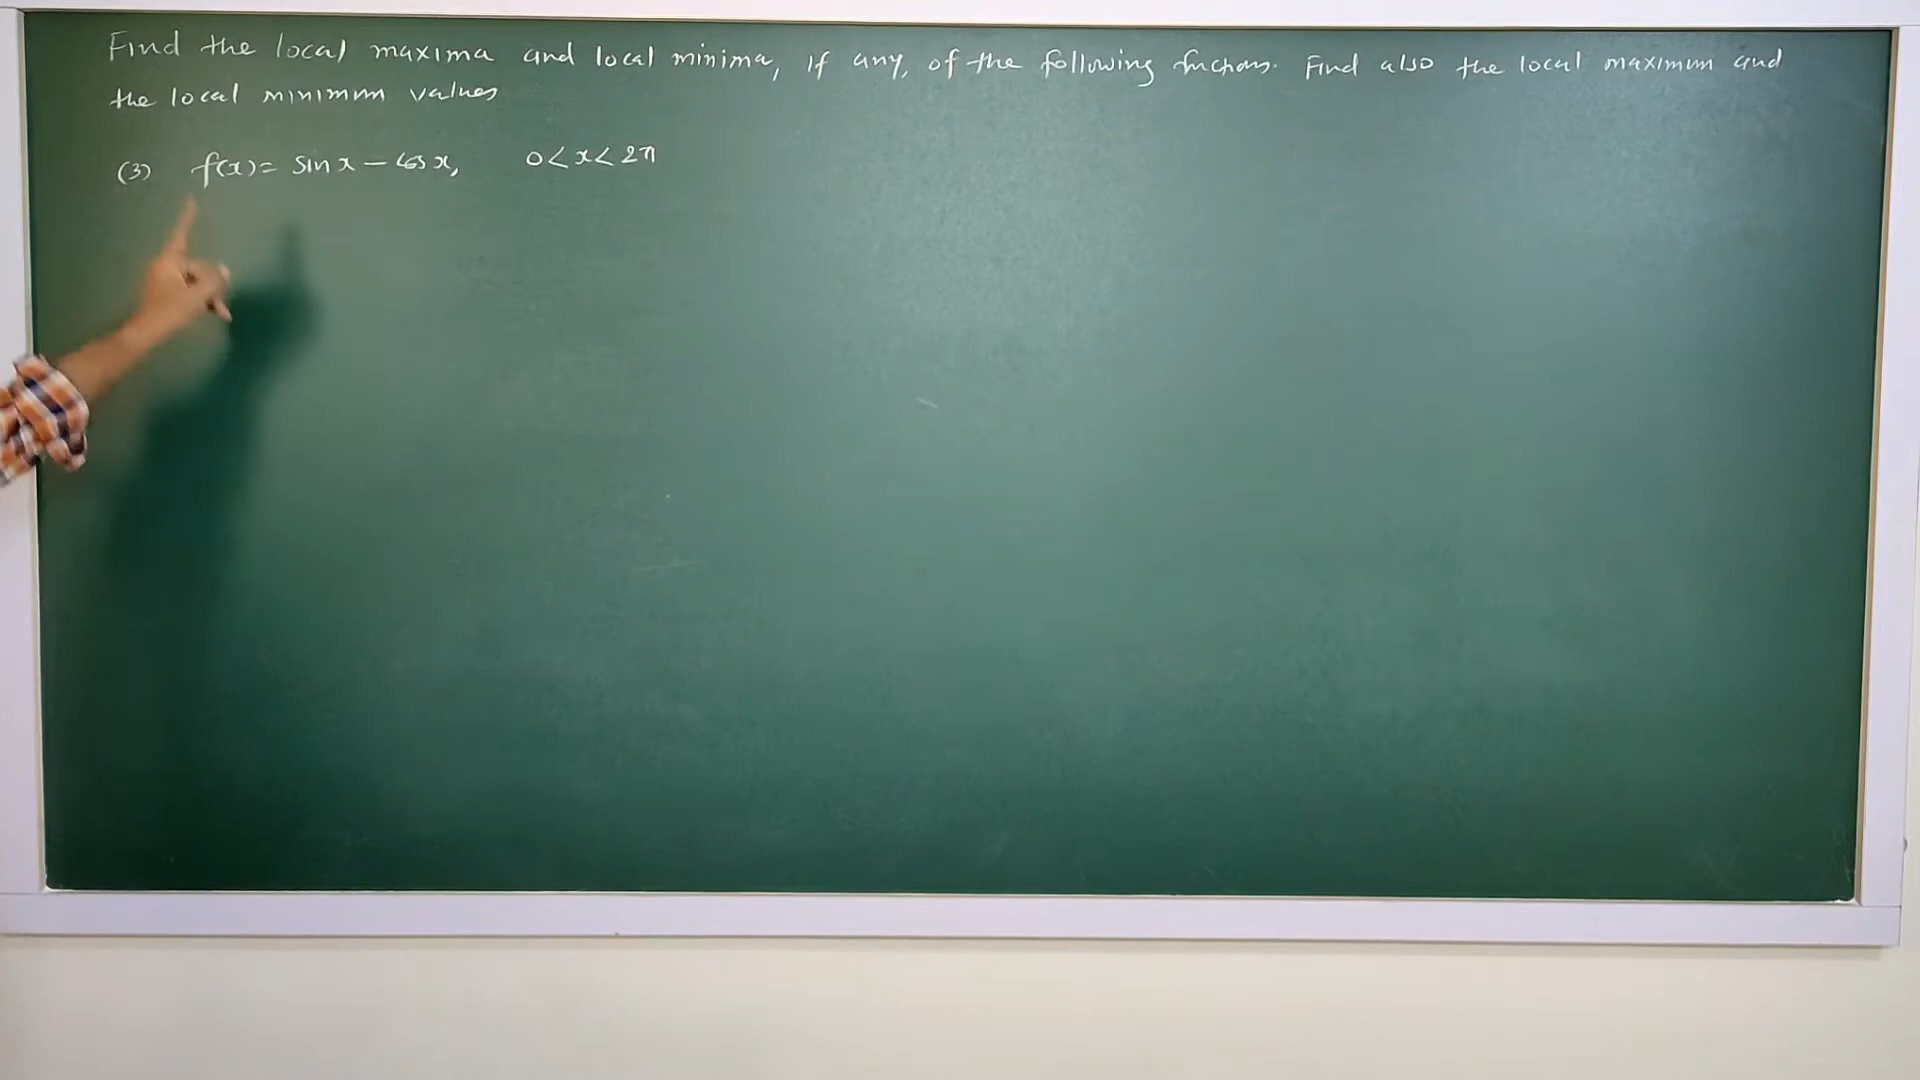 Find the local maxima and local minima, if any, of the following functions. Find also the local maximum and
the local minimum values
(3) f(x) = sin x – cos x, 0 < x < 2π